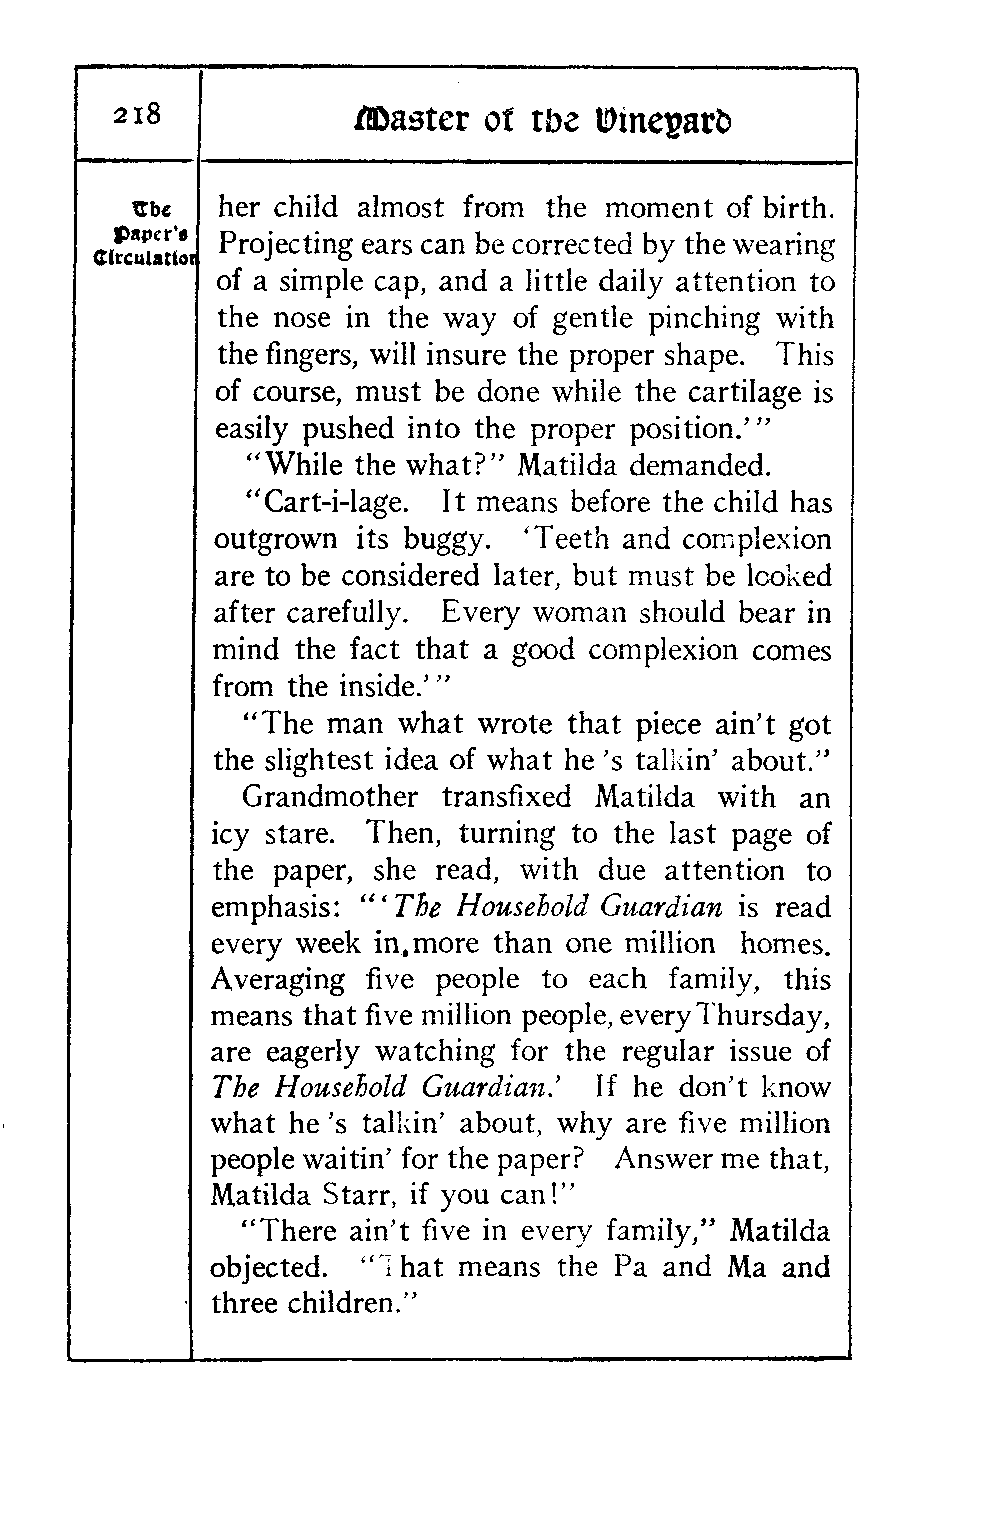 218
Master of the Vineyard
The
Paper's
Circulation
her child almost from the moment of birth.
Projecting ears can be corrected by the wearing
of a simple cap, and a little daily attention to
the nose in the way of gentle pinching with
the fingers, will insure the proper shape. This
of course, must be done while the cartilage is
easily pushed into the proper position.'"
"While the what?" Matilda demanded.
"Cart-i-lage. It means before the child has
outgrown its buggy. 'Teeth and complexion
are to be considered later, but must be looked
after carefully. Every woman should bear in
mind the fact that a good complexion comes
from the inside.'"
"The man what wrote that piece ain't got
the slightest idea of what he 's talkin' about."
Grandmother transfixed Matilda with an
icy stare. Then, turning to the last page of
the paper, she read, with due attention to
emphasis: "'The Household Guardian is read
every week in more than one million homes.
Averaging five people to each family, this
means that five million people, every Thursday,
are eagerly watching for the regular issue of
The Household Guardian.' If he don't know
what he 's talkin' about, why are five million
people waitin' for the paper? Answer me that,
Matilda Starr, if you can!"
"There ain't five in every family," Matilda
objected. "That means the Pa and Ma and
three children."